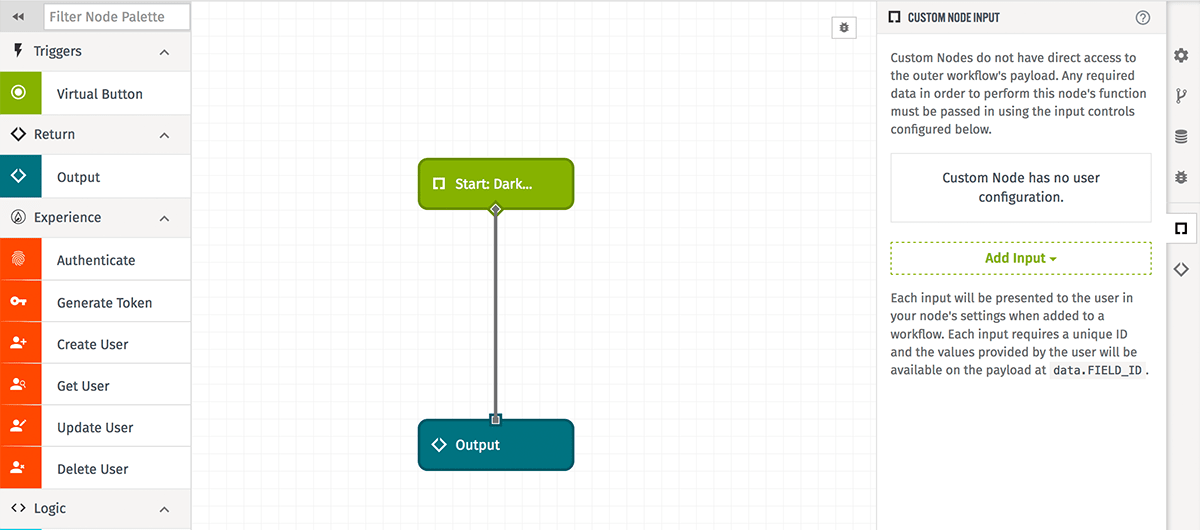 Filter Node Palette
Triggers
Virtual Button
Return
Output
Experience
Authenticate
Generate Token
Create User
Get User
Update User
Delete User
Logic
Start: Dark...
Output
CUSTOM NODE INPUT
Custom Nodes do not have direct access to
the outer workflow's payload. Any required
data in order to perform this node's function
must be passed in using the input controls
configured below.
Custom Node has no user
configuration.
Add Input
Each input will be presented to the user in
your node's settings when added to a
workflow. Each input requires a unique ID
and the values provided by the user will be
available on the payload at data.FIELD_ID.